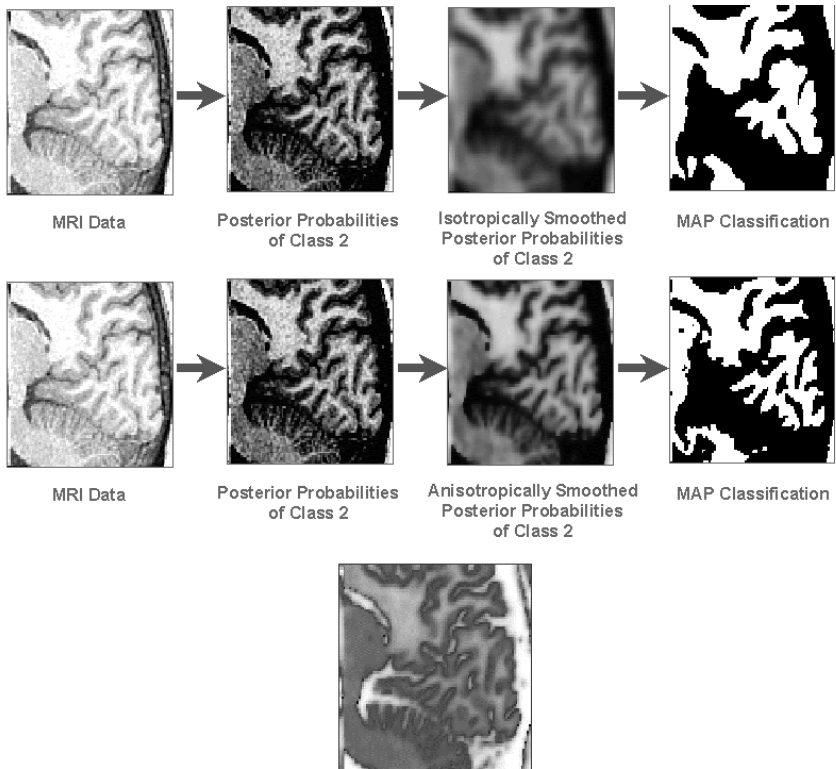 MRI Data
Posterior Probabilities
of Class 2
Isotropically Smoothed
Posterior Probabilities
of Class 2
MAP Classification
MRI Data
Posterior Probabilities
of Class 2
Anisotropically Smoothed
Posterior Probabilities
of Class 2
MAP Classification